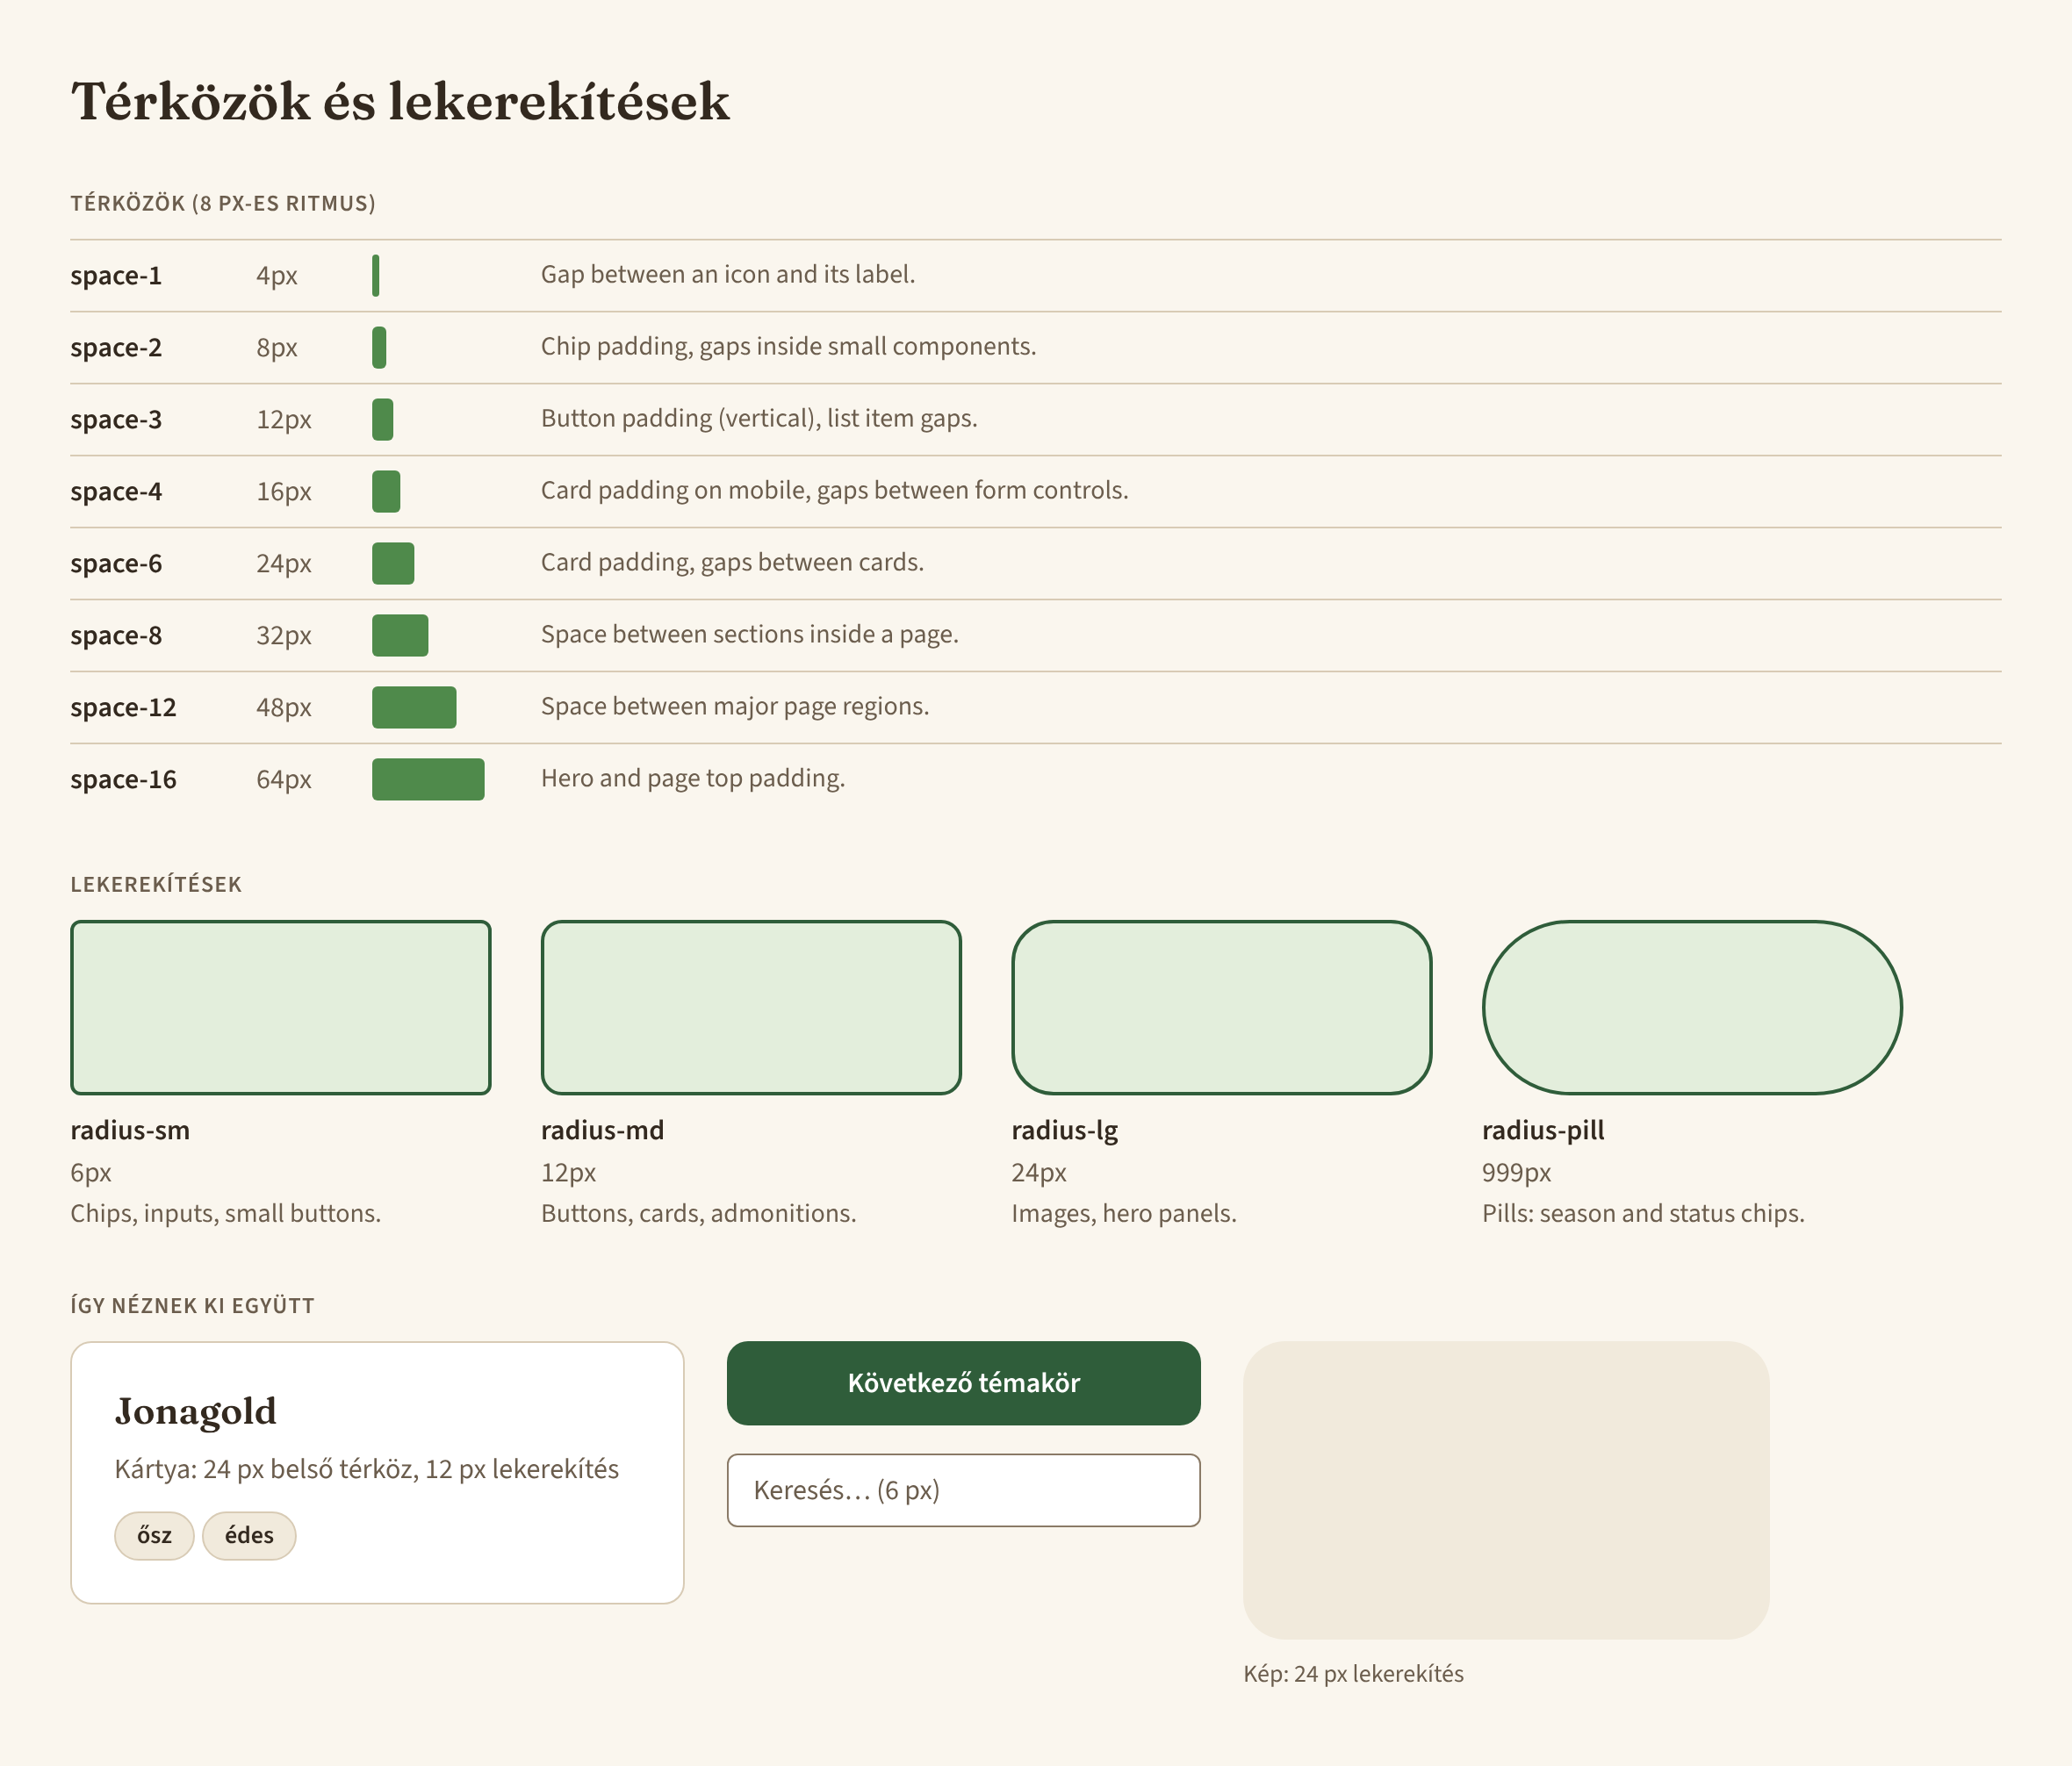 Térközök és lekerekítések
TÉRKÖZÖK (8 PX-ES RITMUS)
space-1 4px Gap between an icon and its label.
space-2 8px Chip padding, gaps inside small components.
space-3 12px Button padding (vertical), list item gaps.
space-4 16px Card padding on mobile, gaps between form controls.
space-6 24px Card padding, gaps between cards.
space-8 32px Space between sections inside a page.
space-12 48px Space between major page regions.
space-16 64px Hero and page top padding.
LEKEREKÍTÉSEK
radius-sm
6px
Chips, inputs, small buttons.
radius-md
12px
Buttons, cards, admonitions.
radius-lg
24px
Images, hero panels.
radius-pill
999px
Pills: season and status chips.
ÍGY NÉZNEK KI EGYÜTT
Jonagold
Kártya: 24 px belső térköz, 12 px lekerekítés
ősz édes
Következő témakör
Keresés… (6 px)
Kép: 24 px lekerekítés